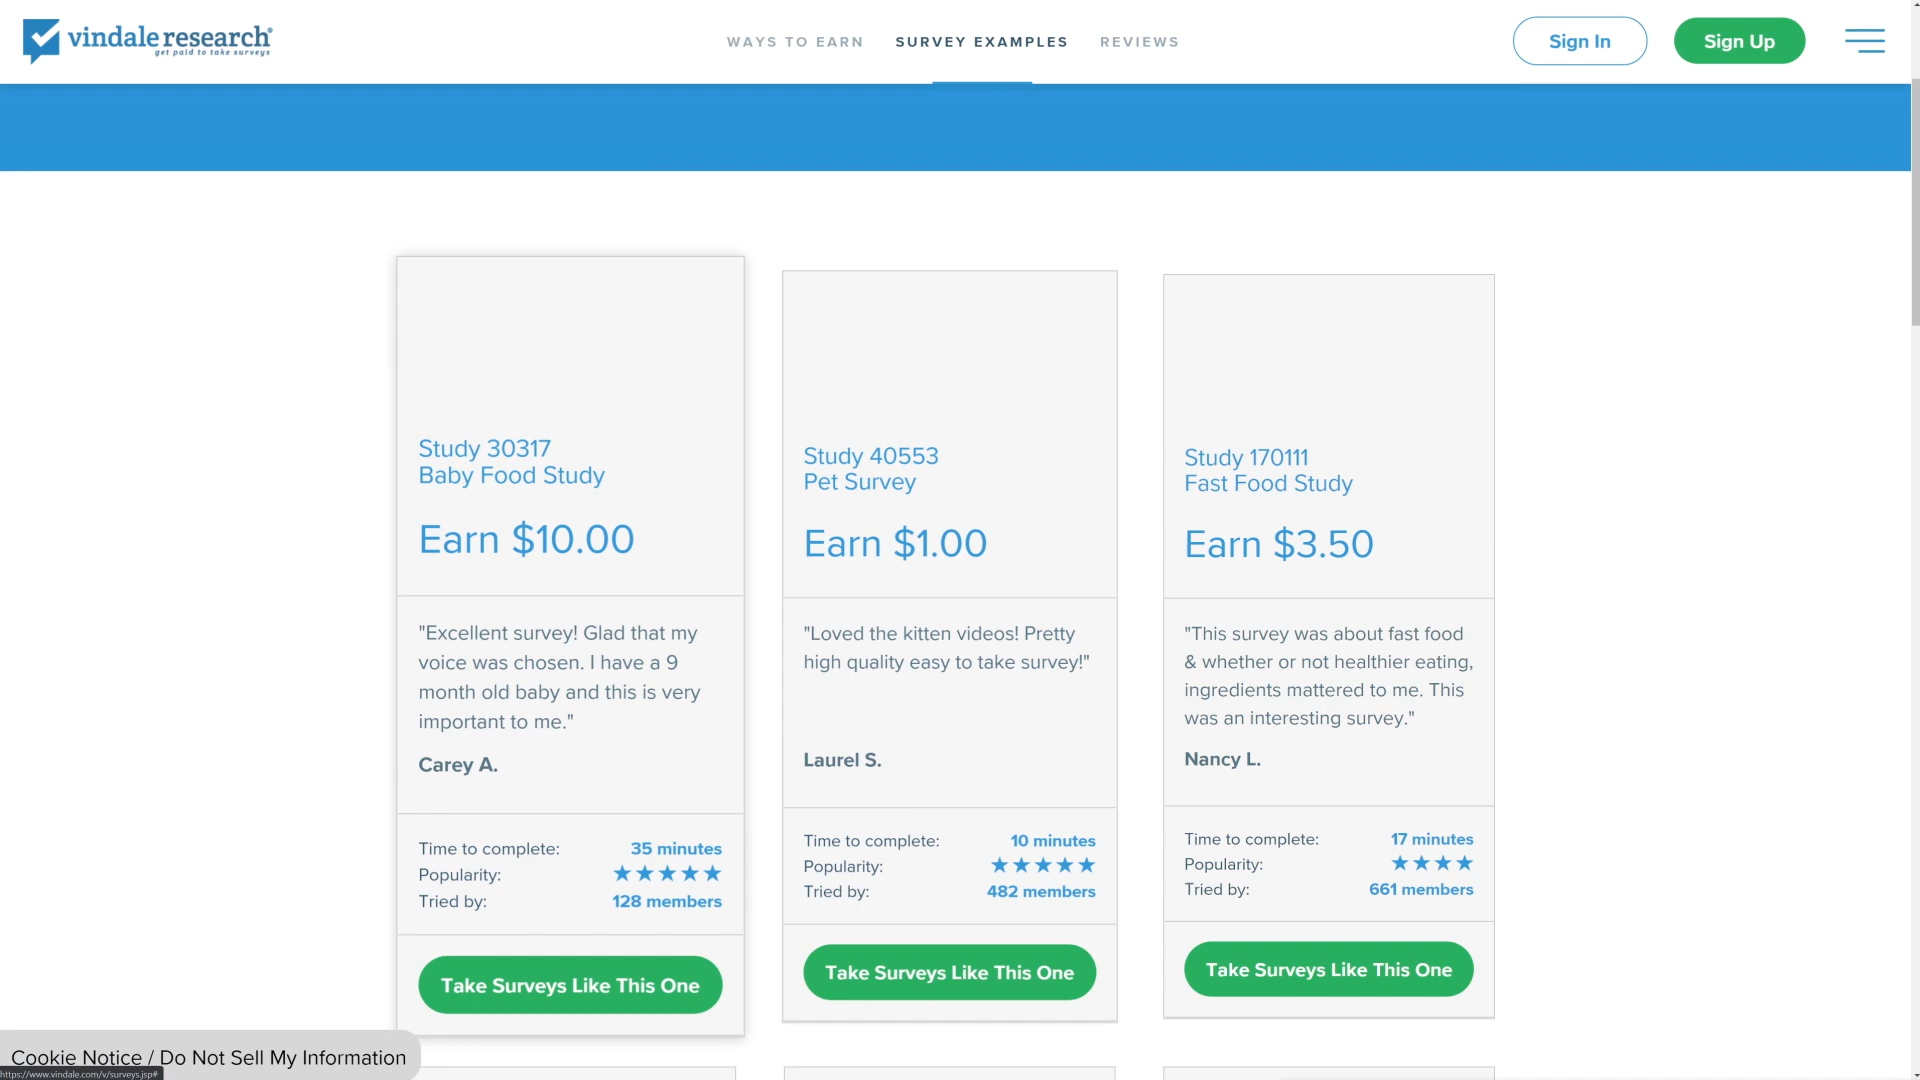 vindale research®
get paid to take surveys
WAYS TO EARN
SURVEY EXAMPLES
REVIEWS
Sign In
Sign Up
Study 30317
Baby Food Study
Earn $10.00
"Excellent survey! Glad that my
voice was chosen. I have a 9
month old baby and this is very
important to me."
Carey A.
Time to complete: 35 minutes
Popularity: ★★★★★
Tried by: 128 members
Take Surveys Like This One
Study 40553
Pet Survey
Earn $1.00
"Loved the kitten videos! Pretty
high quality easy to take survey!"
Laurel S.
Time to complete: 10 minutes
Popularity: ★★★★★
Tried by: 482 members
Take Surveys Like This One
Study 170111
Fast Food Study
Earn $3.50
"This survey was about fast food
& whether or not healthier eating,
ingredients mattered to me. This
was an interesting survey."
Nancy L.
Time to complete: 17 minutes
Popularity: ★★★★
Tried by: 661 members
Take Surveys Like This One
Cookie Notice / Do Not Sell My Information
https://www.vindale.com/v/surveys.jsp#